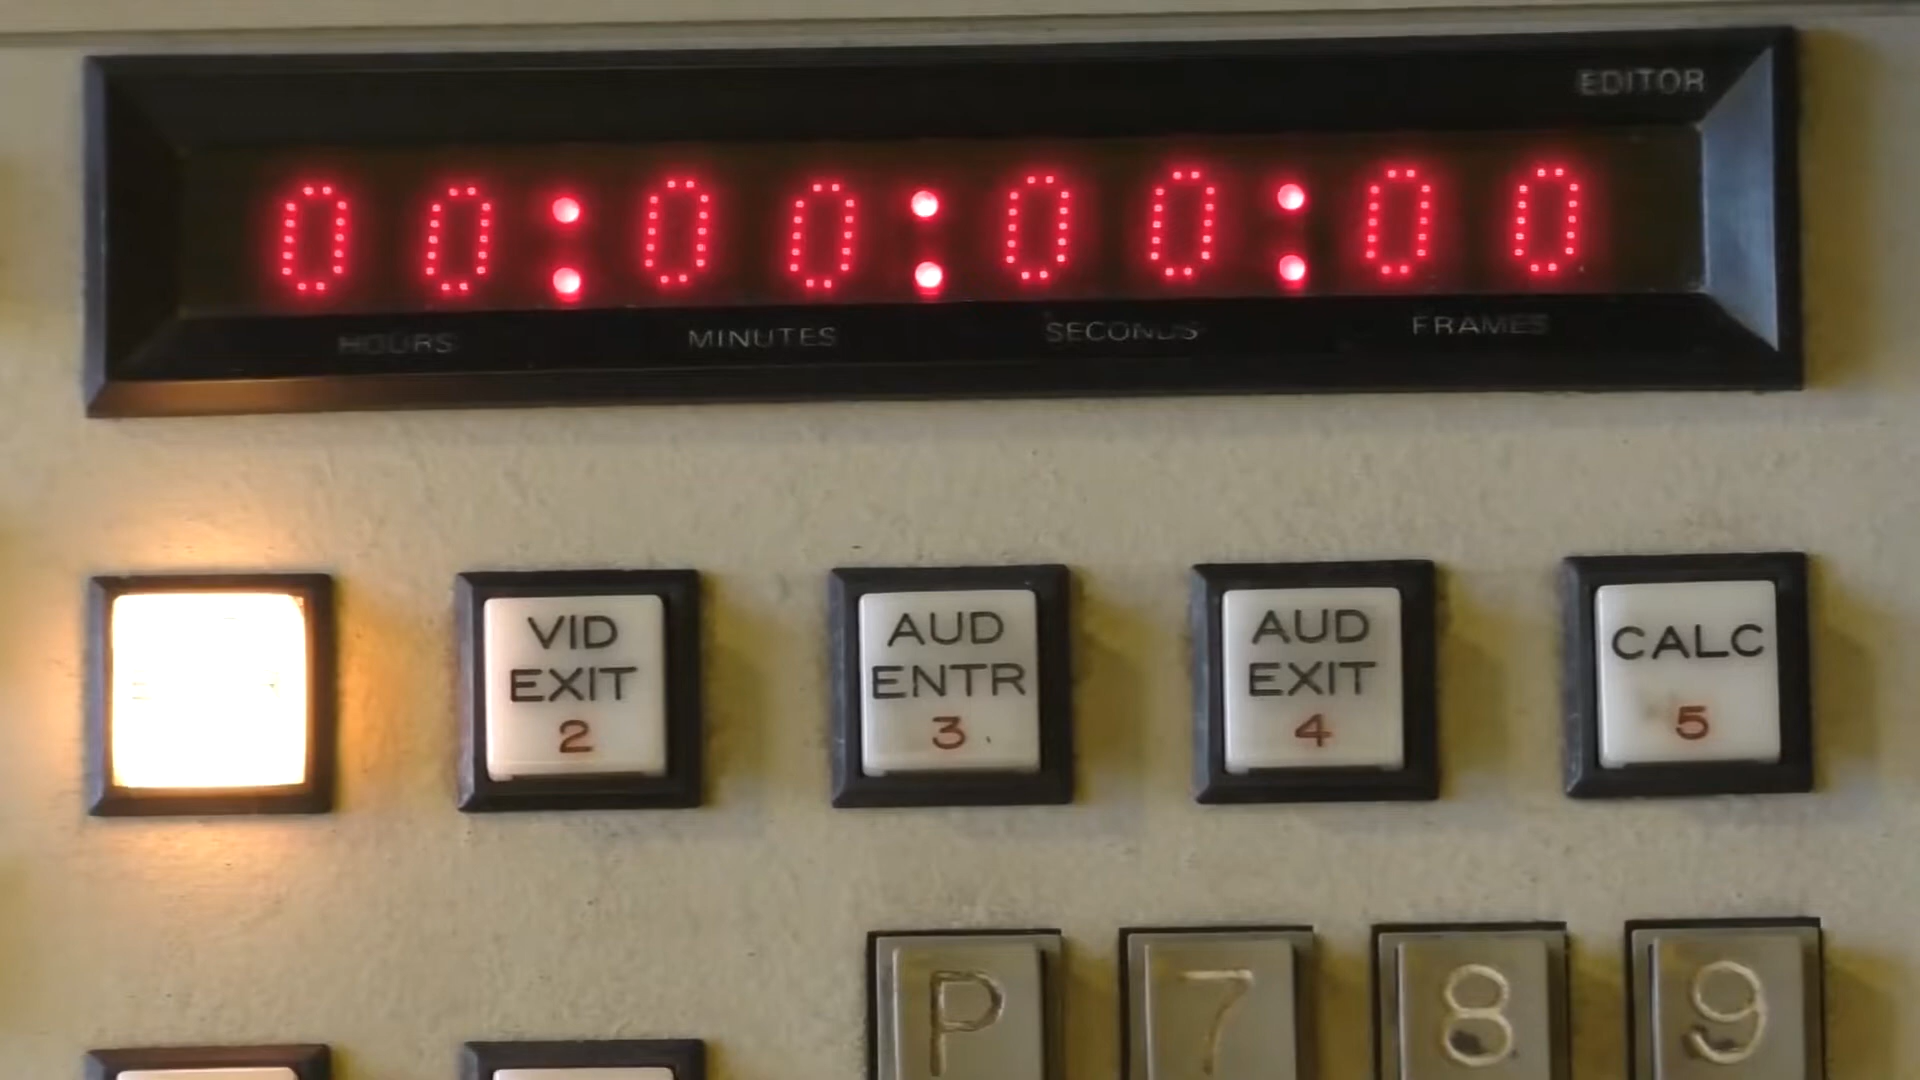 EDITOR
00:00:00:00
HOURS MINUTES SECONDS FRAMES
VID
EXIT
2
AUD
ENTR
3
AUD
EXIT
4
CALC
5
P 7 8 9